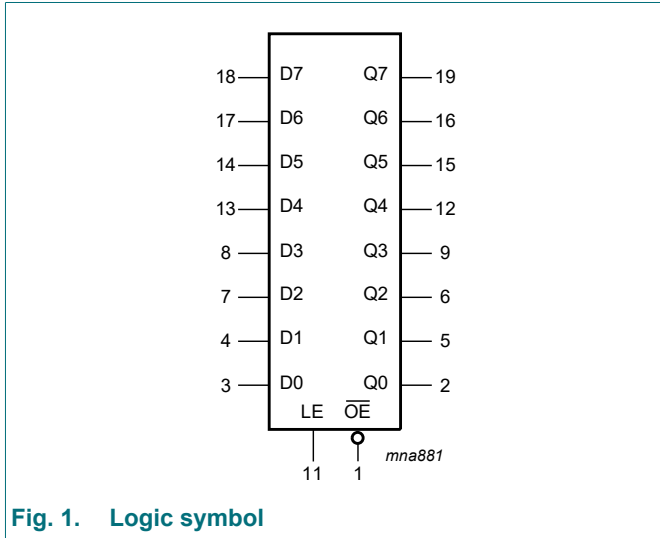 18 D7 Q7 19
17 D6 Q6 16
14 D5 Q5 15
13 D4 Q4 12
8 D3 Q3 9
7 D2 Q2 6
4 D1 Q1 5
3 D0 Q0 2
LE O̅E̅
mna881
11 1
Fig. 1. Logic symbol